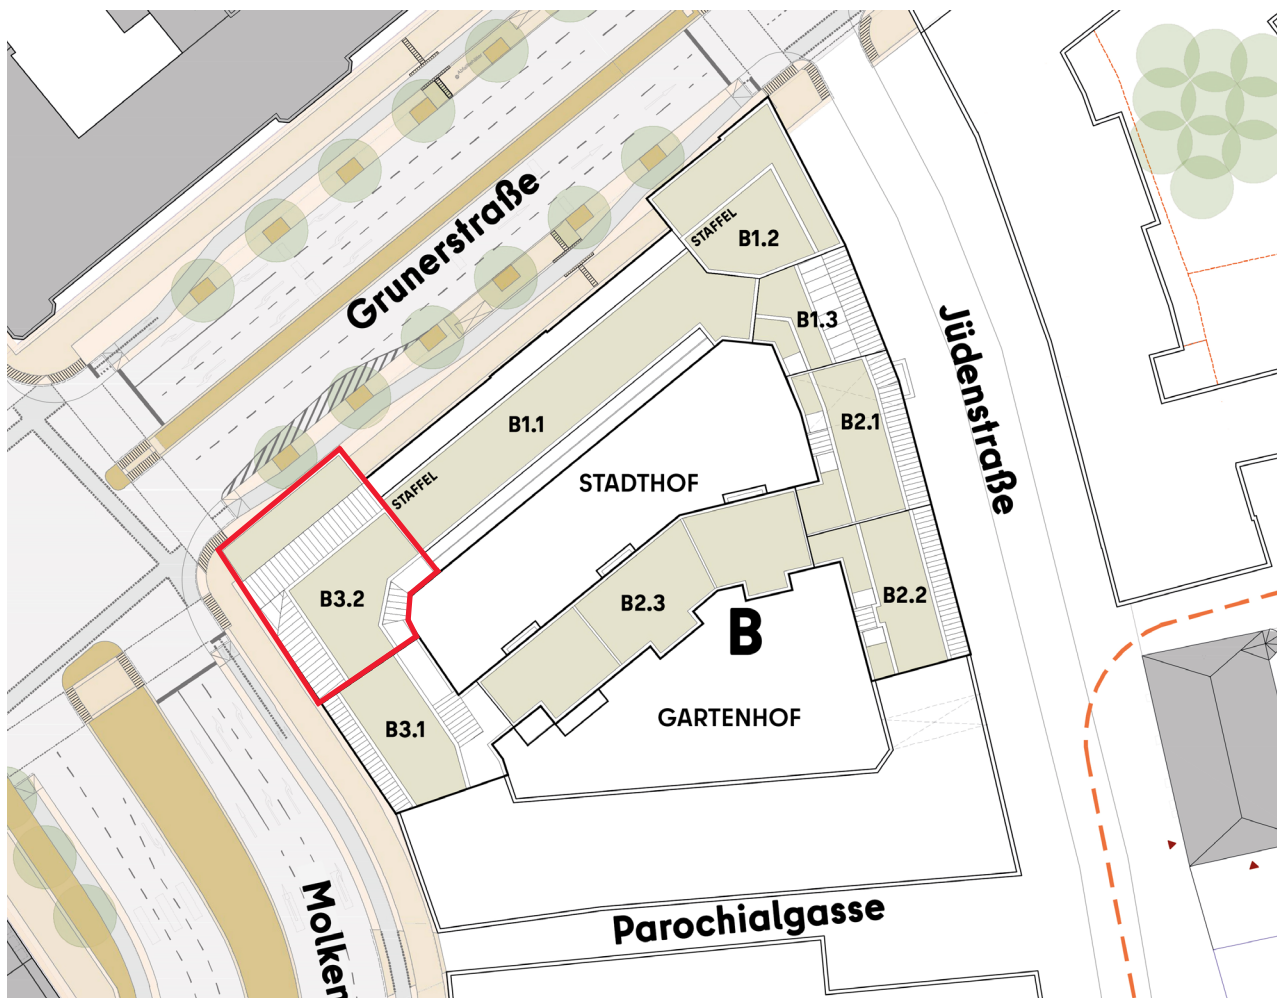 Grunerstraße
STAFFEL
B1.2
B1.3
Jüdenstraße
B1.1
B2.1
STADTHOF
STAFFEL
B3.2
B2.3
B2.2
B
B3.1
GARTENHOF
Molken
Parochialgasse